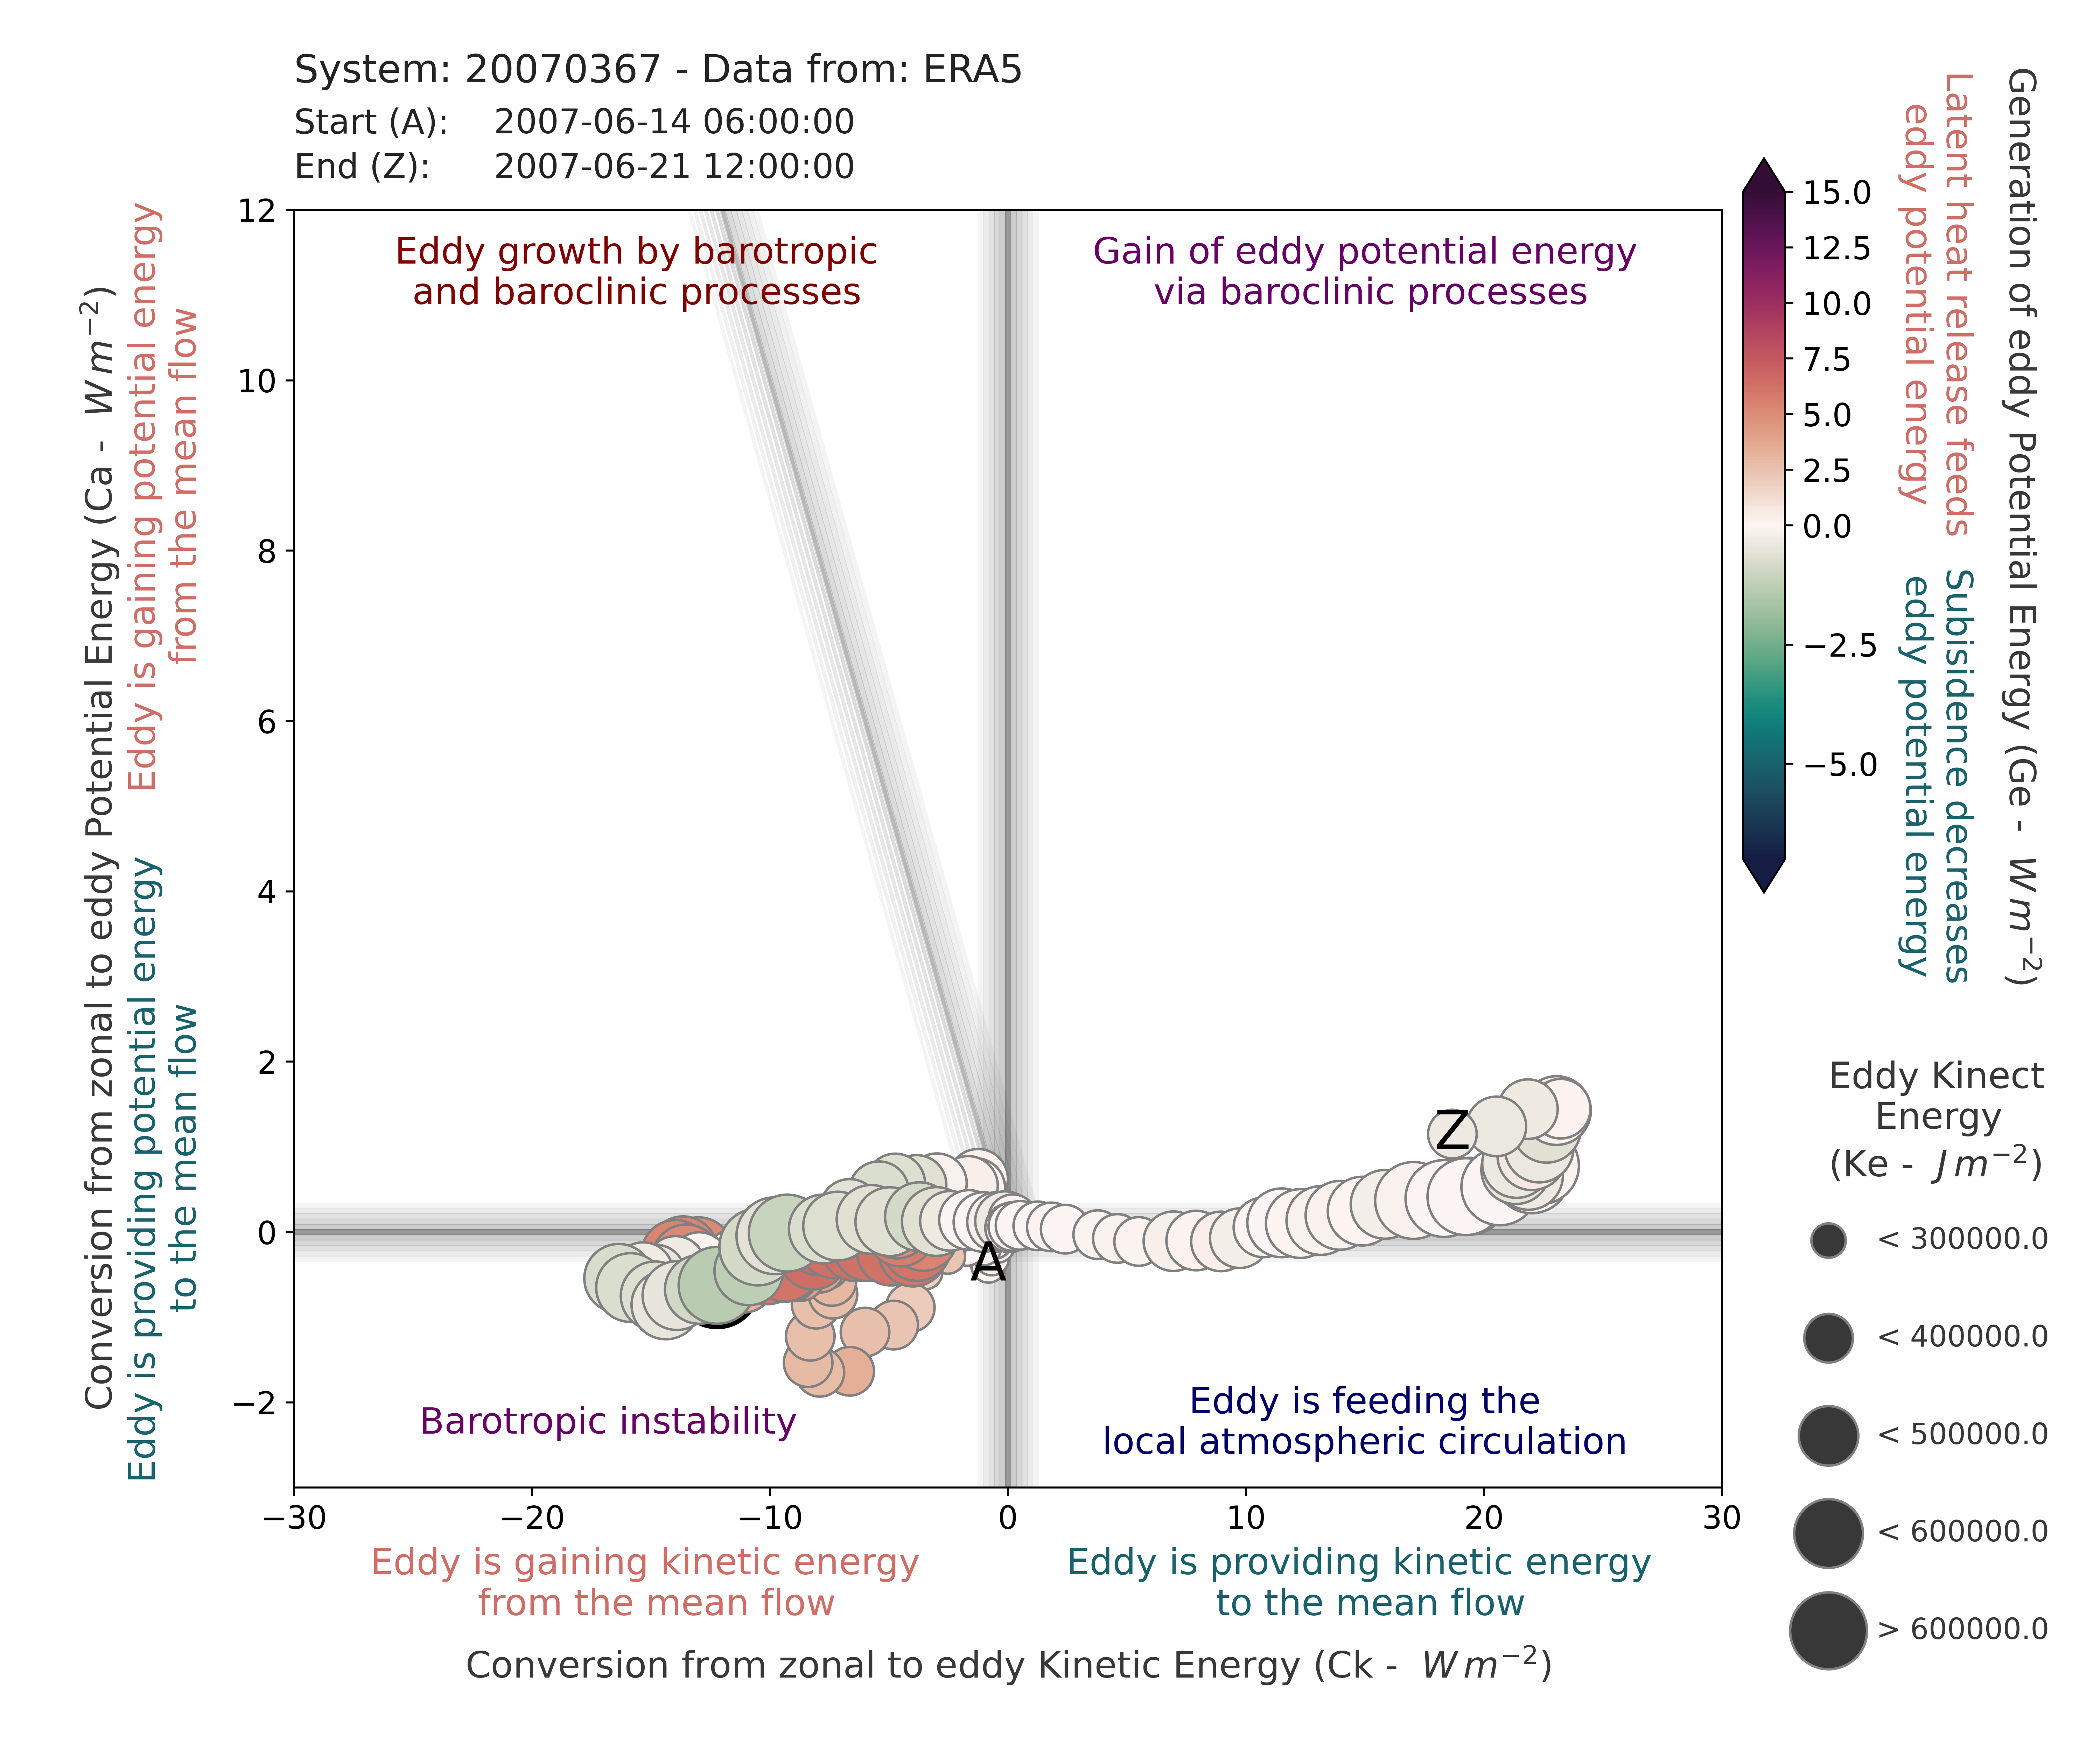 System: 20070367 - Data from: ERA5
Start (A): 2007-06-14 06:00:00
End (Z): 2007-06-21 12:00:00
Conversion from zonal to eddy Potential Energy (Ca - W m⁻²)
Eddy is gaining potential energy
from the mean flow
Eddy is providing potential energy
to the mean flow
12
10
8
6
4
2
0
−2
Eddy growth by barotropic
and baroclinic processes
Gain of eddy potential energy
via baroclinic processes
Z
A
Barotropic instability
Eddy is feeding the
local atmospheric circulation
−30
−20
−10
0
10
20
30
Eddy is gaining kinetic energy
from the mean flow
Eddy is providing kinetic energy
to the mean flow
Conversion from zonal to eddy Kinetic Energy (Ck - W m⁻²)
15.0
12.5
10.0
7.5
5.0
2.5
0.0
−2.5
−5.0
Latent heat release feeds
eddy potential energy
Subisidence decreases
eddy potential energy
Generation of eddy Potential Energy (Ge - W m⁻²)
Eddy Kinect
Energy
(Ke - J m⁻²)
< 300000.0
< 400000.0
< 500000.0
< 600000.0
> 600000.0